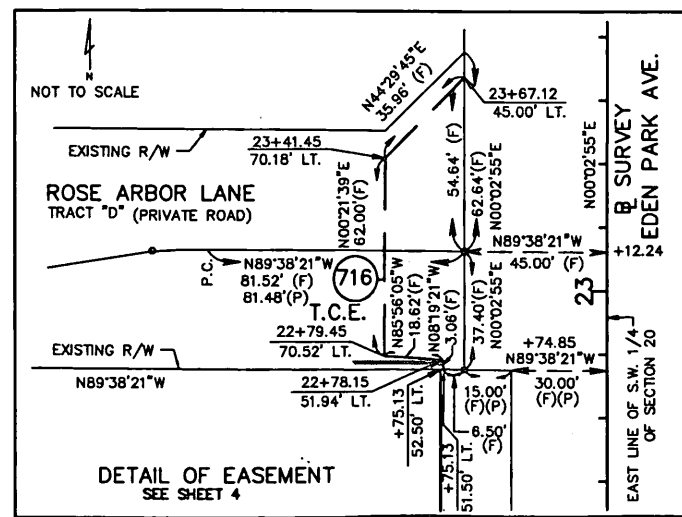 N
NOT TO SCALE
EXISTING R/W
N44°29'45"E
35.96' (F)
23+67.12
45.00' LT.
23+41.45
70.18' LT.
ROSE ARBOR LANE
TRACT "D" (PRIVATE ROAD)
N00°21'39"E
62.00'(F)
54.64' (F)
62.64'(F)
N00°02'55"E
N00°02'55"E
B SURVEY
EDEN PARK AVE.
P.C.
N89°38'21"W
81.52' (F)
81.48'(P)
716
T.C.E.
N89°38'21"W
45.00' (F)
+12.24
23
N85°56'05"W
18.62'(F)
N08°19'21"W
3.06'(F)
37.40'(F)
N00°02'55"E
22+79.45
70.52' LT.
EXISTING R/W
N89°38'21"W
+74.85
N89°38'21"W
30.00'
(F)(P)
22+78.15
51.94' LT.
15.00'
(F)(P)
6.50'
(F)
+75.13
52.50' LT.
+75.13
51.50' LT.
EAST LINE OF S.W. 1/4
OF SECTION 20
DETAIL OF EASEMENT
SEE SHEET 4